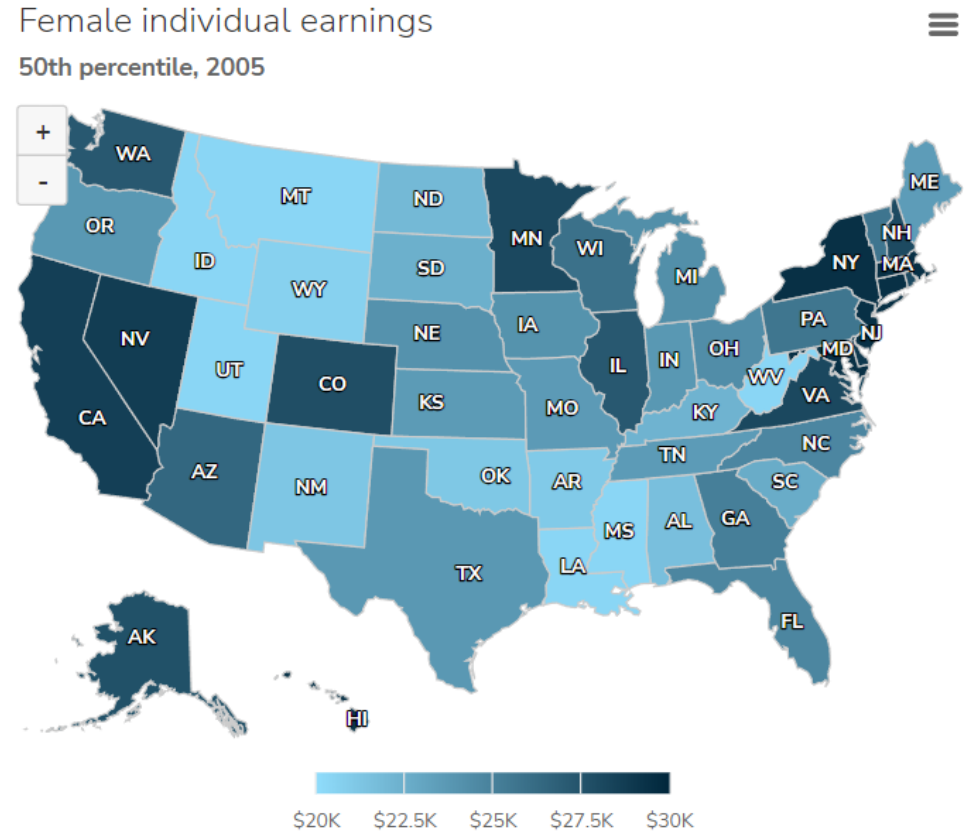 Female individual earnings
50th percentile, 2005
+
-
WA
OR
MT
ID
WY
ND
SD
MN
WI
MI
ME
NH
NY
MA
NV
UT
CO
NE
IA
KS
MO
IL
IN
OH
PA
NJ
MD
WV
VA
KY
CA
AZ
NM
OK
AR
TN
NC
SC
MS
AL
GA
LA
TX
FL
AK
HI
$20K $22.5K $25K $27.5K $30K